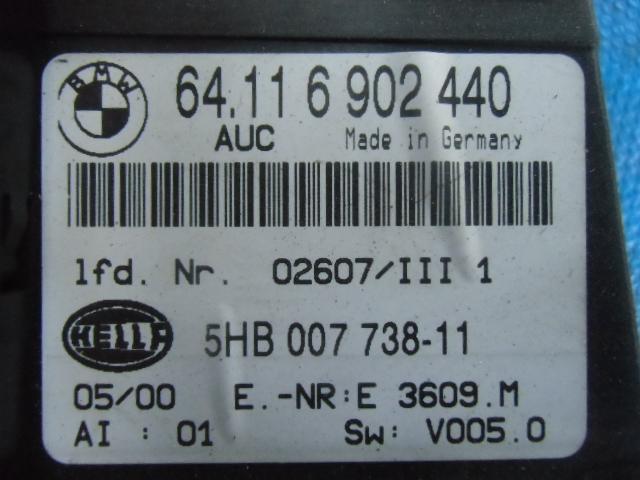 BMW
64.11 6 902 440
AUC Made in Germany
lfd. Nr. 02607/III 1
HELLA
5HB 007 738-11
05/00 E.-NR:E 3609.M
AI : 01 Sw: V005.0